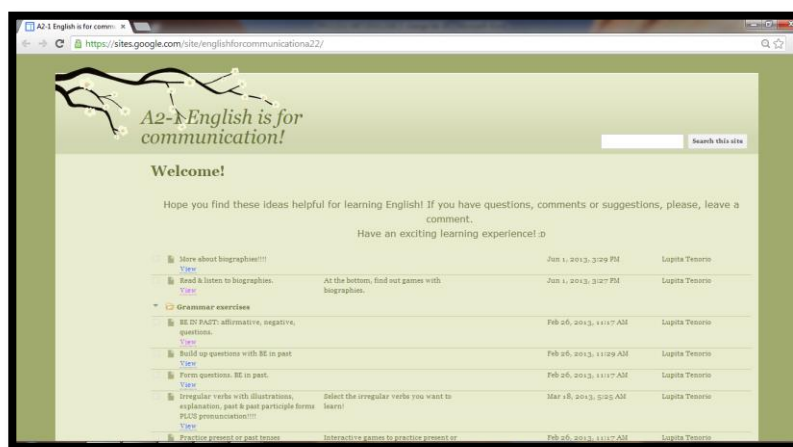 A2-1 English is for comm
https://sites.google.com/site/englishforcommunicationa22/
A2-1 English is for
communication!
Search this site
Welcome!
Hope you find these ideas helpful for learning English! If you have questions, comments or suggestions, please, leave a
comment.
Have an exciting learning experience! :D
More about biographies!!!! Jun 1, 2013, 3:29 PM Lupita Tenorio
View
Read & listen to biographies. At the bottom, find out games with Jun 1, 2013, 3:27 PM Lupita Tenorio
View biographies.
Grammar exercises
BE IN PAST: affirmative, negative, Feb 26, 2013, 11:17 AM Lupita Tenorio
questions.
View
Build up questions with BE in past Feb 26, 2013, 11:29 AM Lupita Tenorio
View
Form questions. BE in past. Feb 26, 2013, 11:17 AM Lupita Tenorio
View
Irregular verbs with illustrations, Select the irregular verbs you want to Mar 18, 2013, 5:25 AM Lupita Tenorio
explanation, past & past participle forms learn!
PLUS pronunciation!!!!
View
Practice present or past tenses Interactive games to practice present or Feb 26, 2013, 11:17 AM Lupita Tenorio